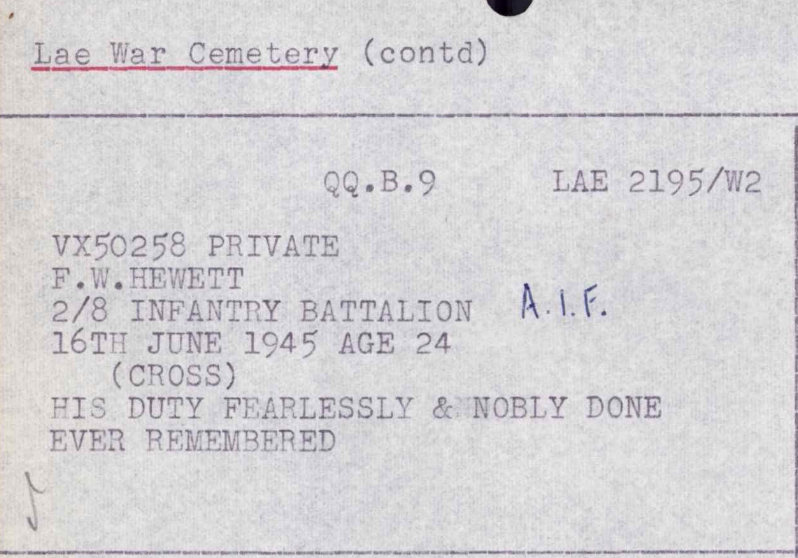 Lae War Cemetery (contd)
QQ.B.9 LAE 2195/W2
VX50258 PRIVATE
F.W.HEWETT
2/8 INFANTRY BATTALION A.I.F.
16TH JUNE 1945 AGE 24
(CROSS)
HIS DUTY FEARLESSLY & NOBLY DONE
EVER REMEMBERED